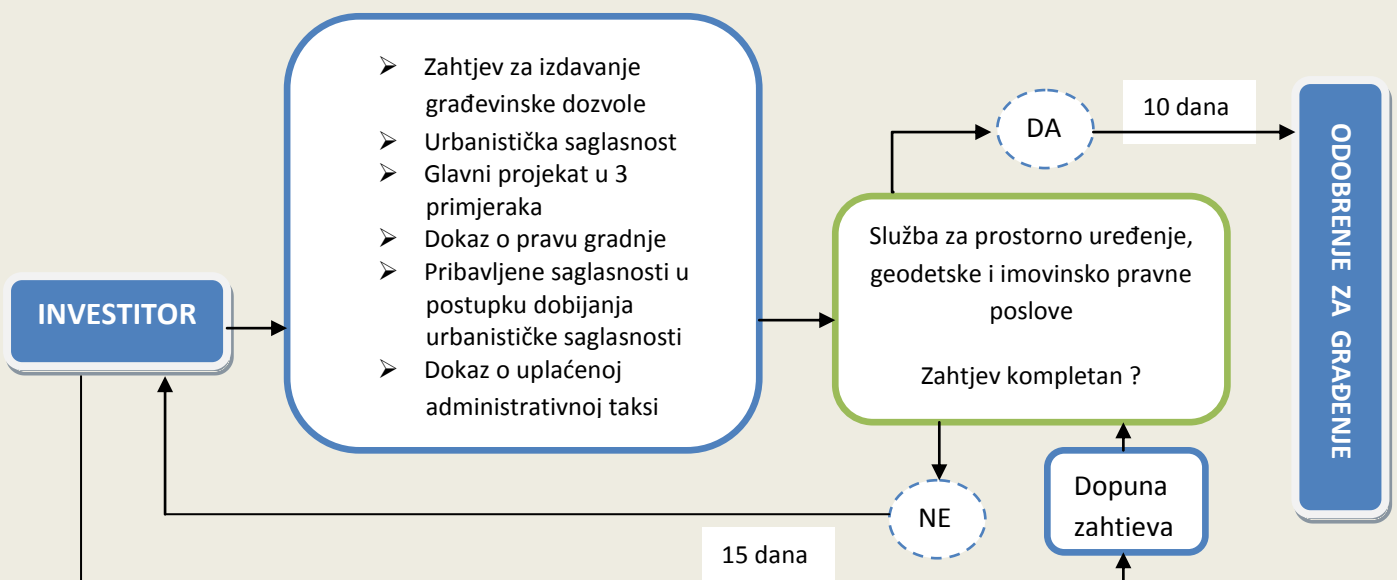 INVESTITOR
➢ Zahtjev za izdavanje
građevinske dozvole
➢ Urbanistička saglasnost
➢ Glavni projekat u 3
primjeraka
➢ Dokaz o pravu gradnje
➢ Pribavljene saglasnosti u
postupku dobijanja
urbanističke saglasnosti
➢ Dokaz o uplaćenoj
administrativnoj taksi
Služba za prostorno uređenje,
geodetske i imovinsko pravne
poslove
Zahtjev kompletan ?
DA
10 dana
ODOBRENJE ZA GRAĐENJE
NE
15 dana
Dopuna
zahtjeva